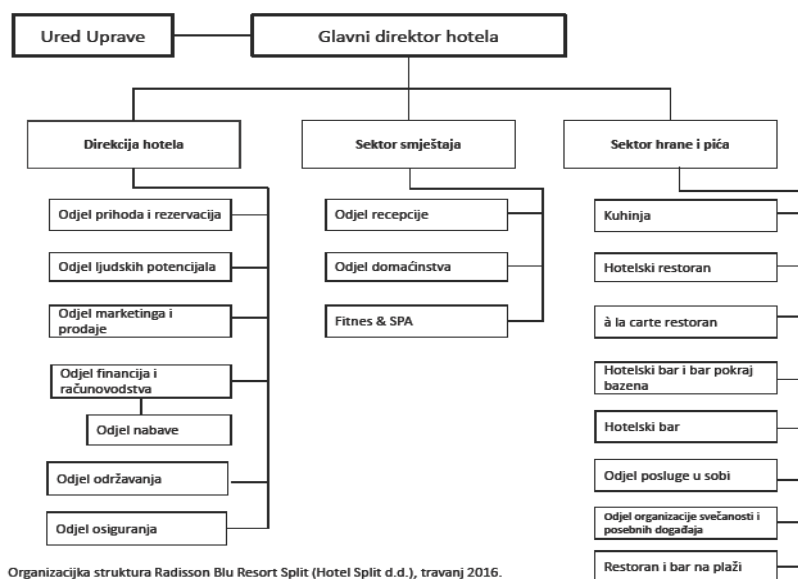 Ured Uprave
Glavni direktor hotela
Direkcija hotela
Odjel prihoda i rezervacija
Odjel ljudskih potencijala
Odjel marketinga i
prodaje
Odjel financija i
računovodstva
Odjel nabave
Odjel održavanja
Odjel osiguranja
Sektor smještaja
Odjel recepcije
Odjel domaćinstva
Fitnes & SPA
Sektor hrane i pića
Kuhinja
Hotelski restoran
à la carte restoran
Hotelski bar i bar pokraj
bazena
Hotelski bar
Odjel posluge u sobi
Odjel organizacije svečanosti i
posebnih događaja
Restoran i bar na plaži
Organizacijka struktura Radisson Blu Resort Split (Hotel Split d.d.), travanj 2016.